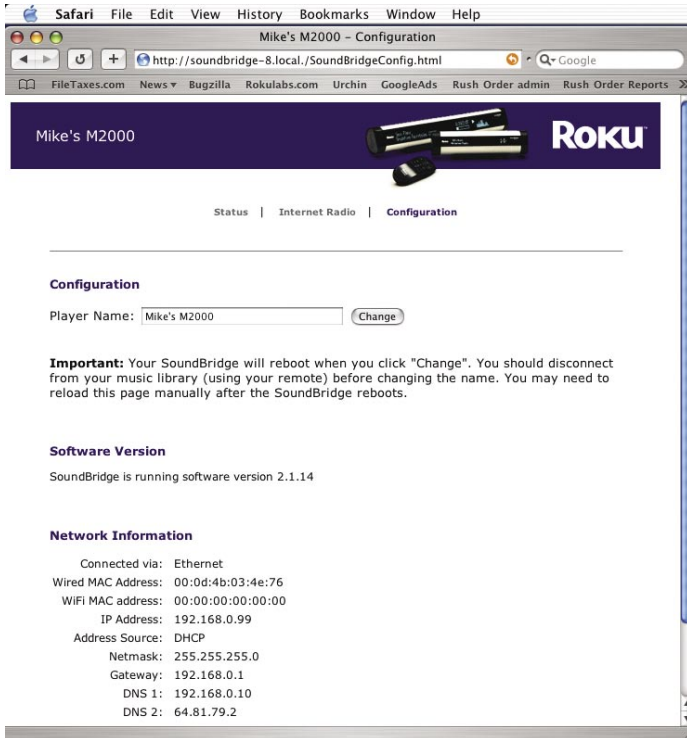 Safari File Edit View History Bookmarks Window Help
Mike's M2000 – Configuration
http://soundbridge-8.local./SoundBridgeConfig.html
Google
FileTaxes.com News Bugzilla Rokulabs.com Urchin GoogleAds Rush Order admin Rush Order Reports
Mike's M2000
Roku
Status | Internet Radio | Configuration
Configuration
Player Name: Mike's M2000 Change
Important: Your SoundBridge will reboot when you click "Change". You should disconnect
from your music library (using your remote) before changing the name. You may need to
reload this page manually after the SoundBridge reboots.
Software Version
SoundBridge is running software version 2.1.14
Network Information
Connected via: Ethernet
Wired MAC Address: 00:0d:4b:03:4e:76
WiFi MAC address: 00:00:00:00:00:00
IP Address: 192.168.0.99
Address Source: DHCP
Netmask: 255.255.255.0
Gateway: 192.168.0.1
DNS 1: 192.168.0.10
DNS 2: 64.81.79.2